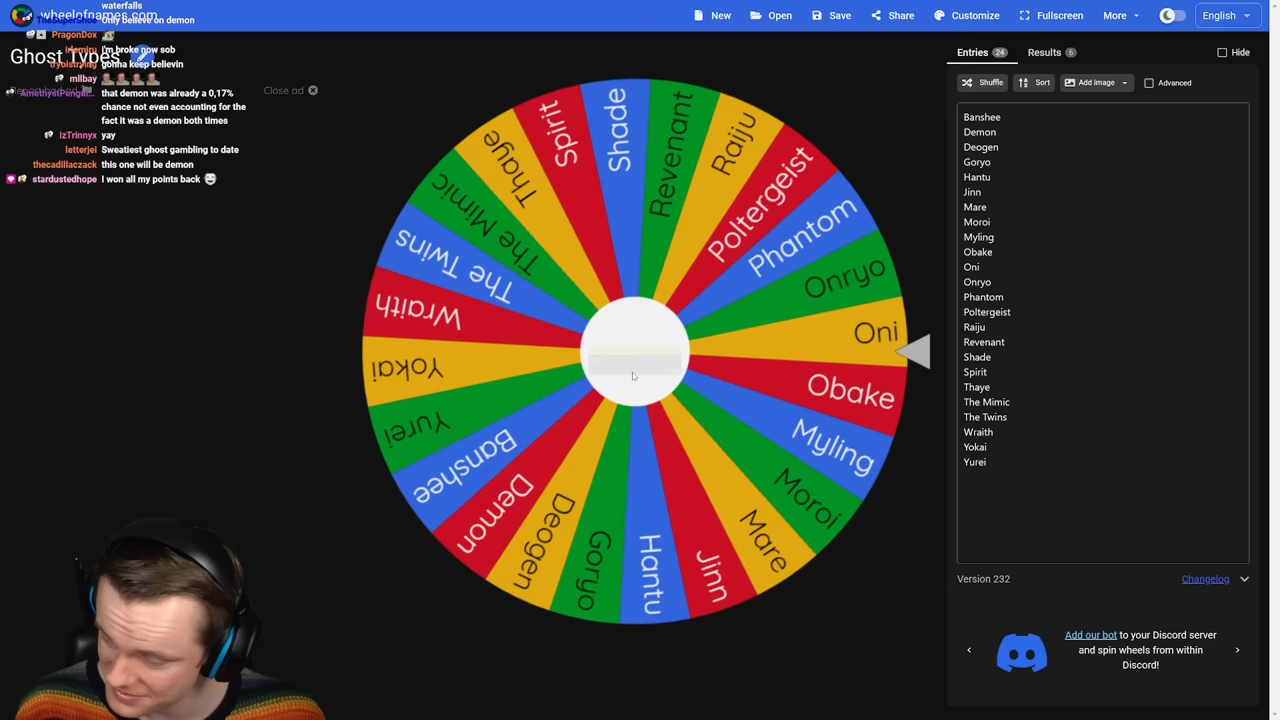 wheelofnames.com
New
Open
Save
Share
Customize
Fullscreen
More
English
Ghost Types
Close ad
waterfalls
TheSuperShoe Only believe on demon
PragonDox
I'm broke now sob
gonna keep believin
mllbay
that demon was already a 0,17%
chance not even accounting for the
fact it was a demon both times
izTrinnyx yay
letterjei Sweatiest ghost gambling to date
thecadillaczack this one will be demon
stardustedhope I won all my points back
Spirit
Shade
Revenant
Raiju
Poltergeist
Phantom
Onryo
Oni
Obake
Myling
Moroi
Mare
Jinn
Hantu
Goryo
Deogen
Demon
Banshee
Yurei
Yokai
Wraith
The Twins
The Mimic
Thaye
Entries 24
Results 6
Hide
Shuffle
Sort
Add image
Advanced
Banshee
Demon
Deogen
Goryo
Hantu
Jinn
Mare
Moroi
Myling
Obake
Oni
Onryo
Phantom
Poltergeist
Raiju
Revenant
Shade
Spirit
Thaye
The Mimic
The Twins
Wraith
Yokai
Yurei
Version 232
Changelog
Add our bot to your Discord server
and spin wheels from within
Discord!